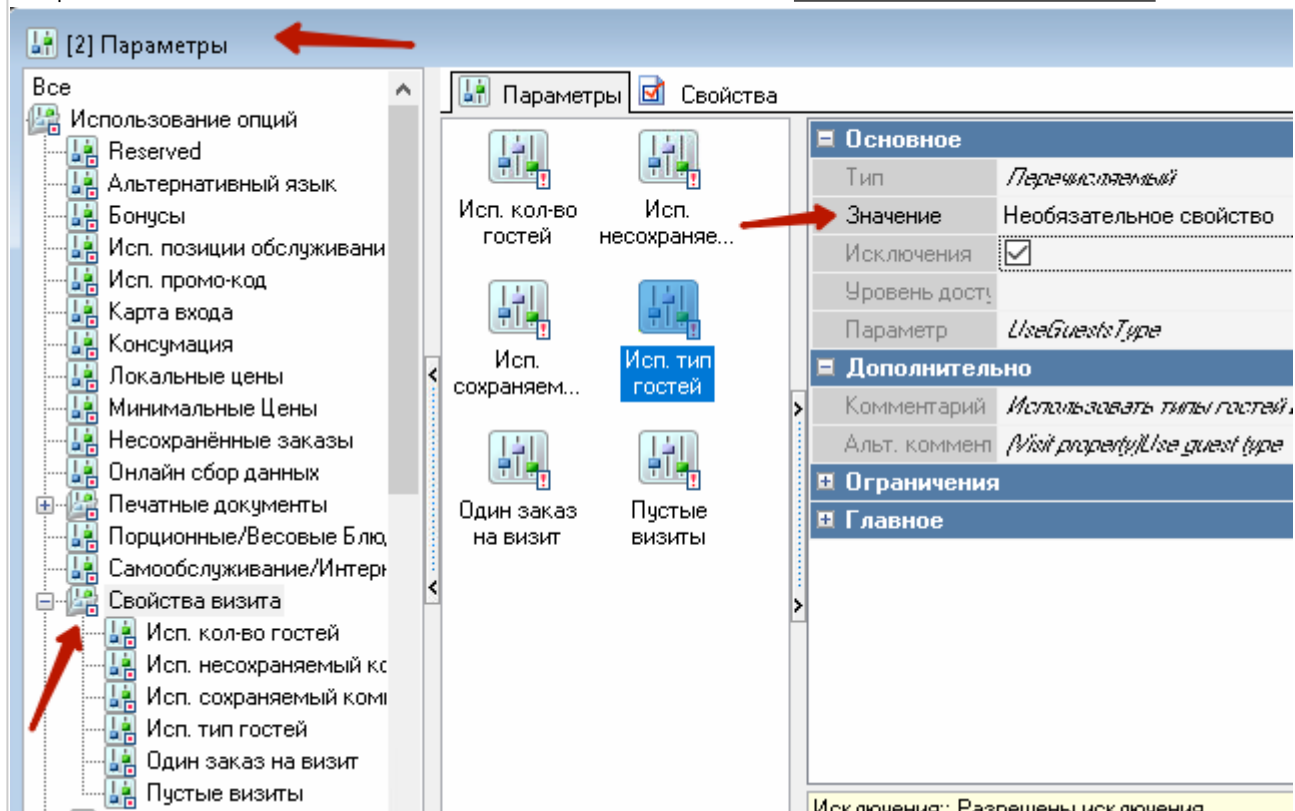 [2] Параметры
Все
Использование опций
Reserved
Альтернативный язык
Бонусы
Исп. позиции обслуживани
Исп. промо-код
Карта входа
Консумация
Локальные цены
Минимальные Цены
Несохранённые заказы
Онлайн сбор данных
Печатные документы
Порционные/Весовые Блю
Самообслуживание/Интерн
Свойства визита
Исп. кол-во гостей
Исп. несохраняемый ко
Исп. сохраняемый комм
Исп. тип гостей
Один заказ на визит
Пустые визиты
Параметры
Свойства
Исп. кол-во
гостей
Исп.
несохраняе...
Исп.
сохраняем...
Исп. тип
гостей
Один заказ
на визит
Пустые
визиты
Основное
Тип Перечисляемый
Значение Необязательное свойство
Исключения
Уровень досту
Параметр UseGuestsType
Дополнительно
Комментарий Использовать типы гостей
Альт. коммент (Visit property)Use guest type
Ограничения
Главное
Исключения:: Разрешены исключения